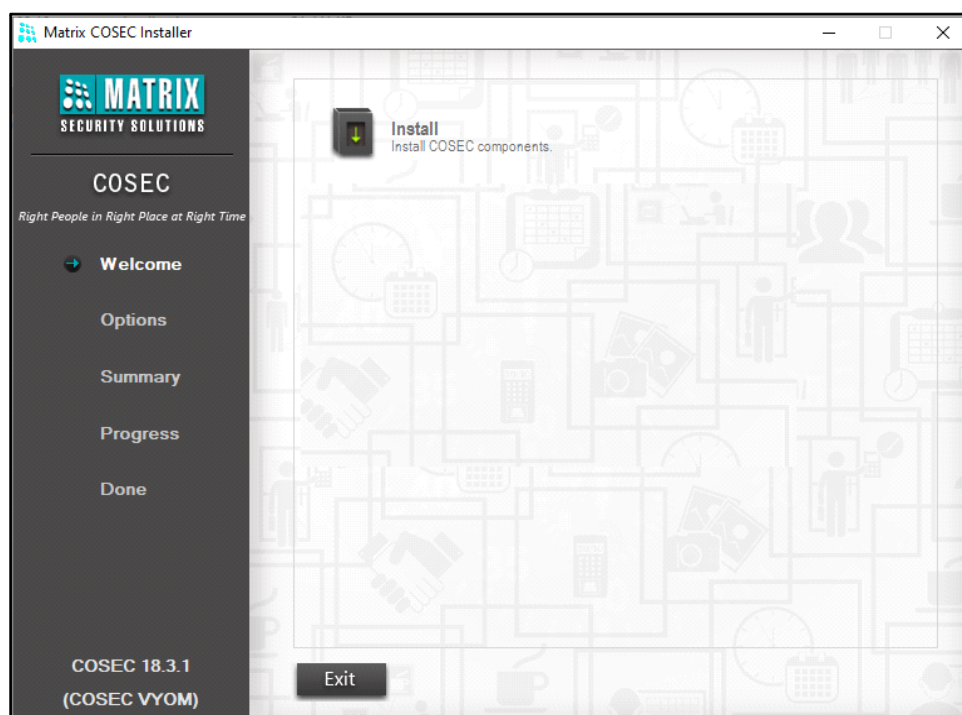 Matrix COSEC Installer
MATRIX
SECURITY SOLUTIONS
COSEC
Right People in Right Place at Right Time
Welcome
Options
Summary
Progress
Done
COSEC 18.3.1
(COSEC VYOM)
Install
Install COSEC components.
Exit